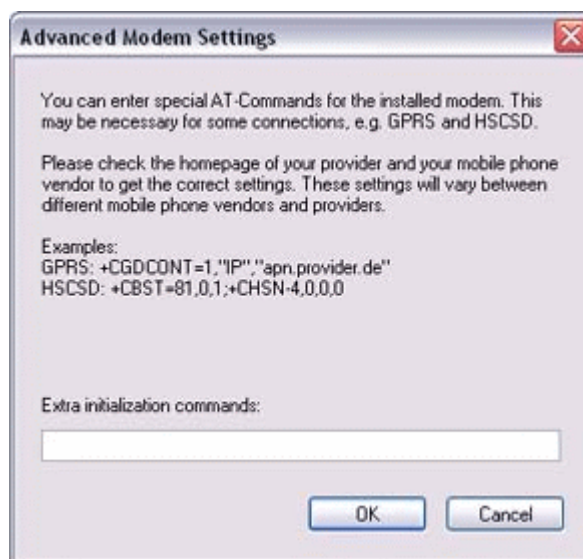 Advanced Modem Settings
You can enter special AT-Commands for the installed modem. This
may be necessary for some connections, e.g. GPRS and HSCSD.
Please check the homepage of your provider and your mobile phone
vendor to get the correct settings. These settings will vary between
different mobile phone vendors and providers.
Examples:
GPRS: +CGDCONT=1,"IP","apn.provider.de"
HSCSD: +CBST=81,0,1;+CHSN-4,0,0,0
Extra initialization commands:
OK
Cancel